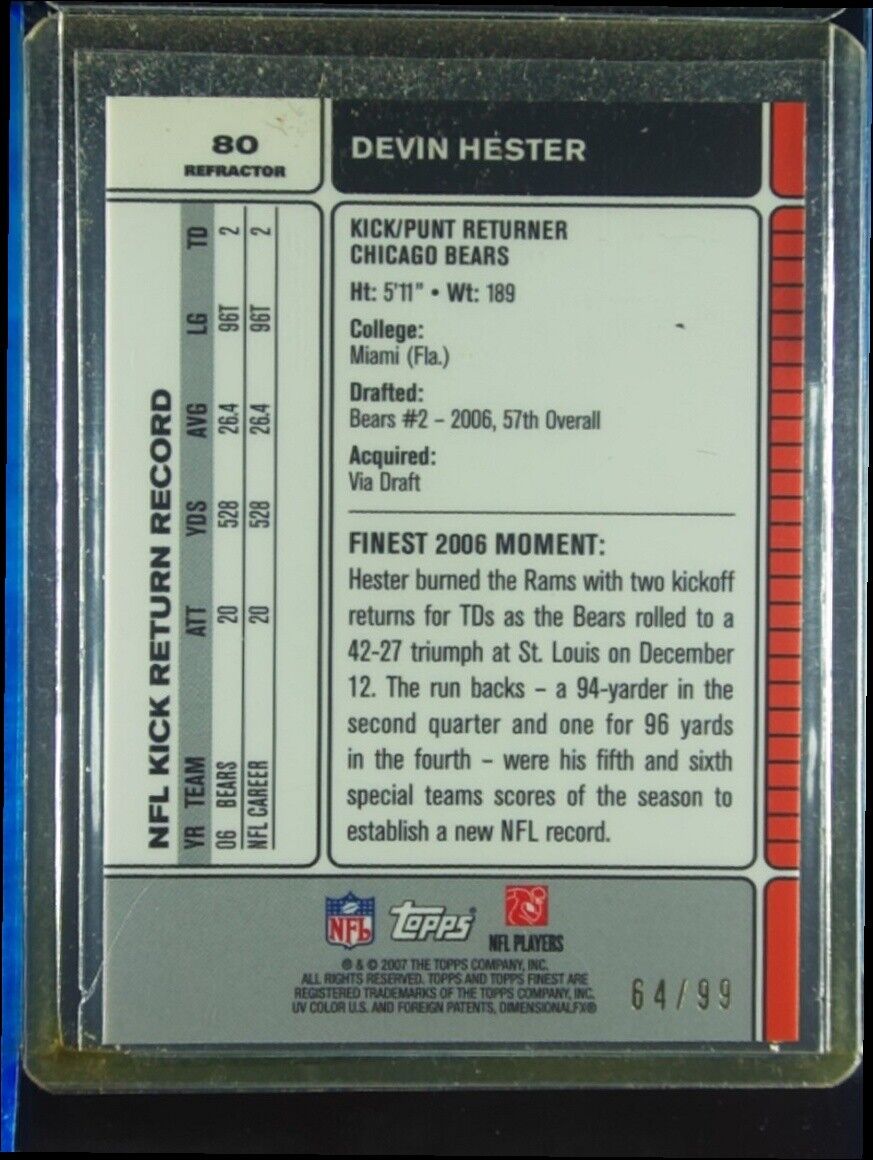 80
REFRACTOR
DEVIN HESTER
NFL KICK RETURN RECORD
YR TEAM ATT YDS AVG LG TD
06 BEARS 20 528 26.4 96T 2
NFL CAREER 20 528 26.4 96T 2
KICK/PUNT RETURNER
CHICAGO BEARS
Ht: 5'11" • Wt: 189
College:
Miami (Fla.)
Drafted:
Bears #2 – 2006, 57th Overall
Acquired:
Via Draft
FINEST 2006 MOMENT:
Hester burned the Rams with two kickoff
returns for TDs as the Bears rolled to a
42-27 triumph at St. Louis on December
12. The run backs – a 94-yarder in the
second quarter and one for 96 yards
in the fourth – were his fifth and sixth
special teams scores of the season to
establish a new NFL record.
NFL
Topps®
NFL PLAYERS
® & © 2007 THE TOPPS COMPANY, INC.
ALL RIGHTS RESERVED. TOPPS AND TOPPS FINEST ARE
REGISTERED TRADEMARKS OF THE TOPPS COMPANY, INC.
UV COLOR U.S. AND FOREIGN PATENTS, DIMENSIONALFX®
64/99